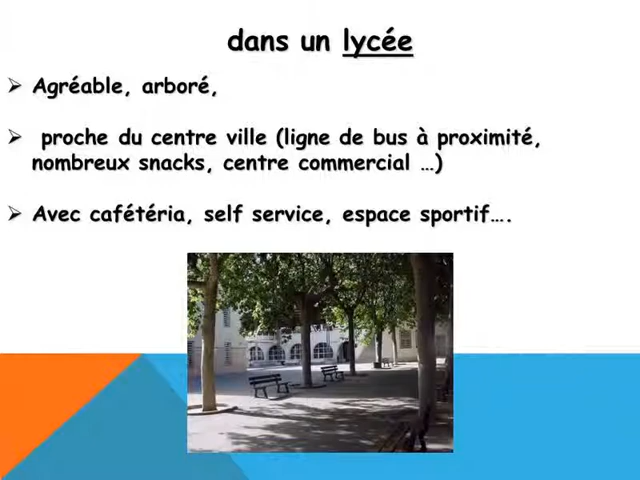 dans un lycée
➢ Agréable, arboré,
➢ proche du centre ville (ligne de bus à proximité,
nombreux snacks, centre commercial …)
➢ Avec cafétéria, self service, espace sportif….